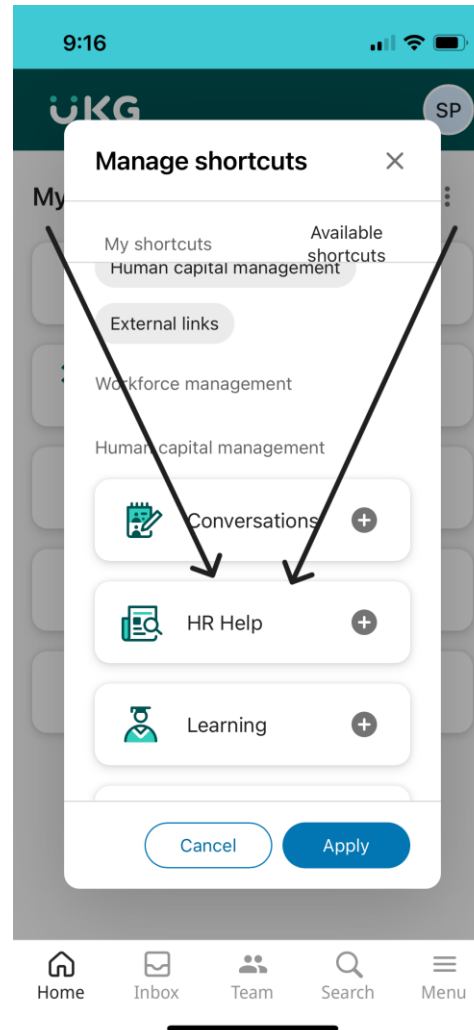 9:16
UKG
SP
Manage shortcuts
My
My shortcuts
Available
shortcuts
Human capital management
External links
Workforce management
Human capital management
Conversations
HR Help
Learning
Cancel
Apply
Home
Inbox
Team
Search
Menu